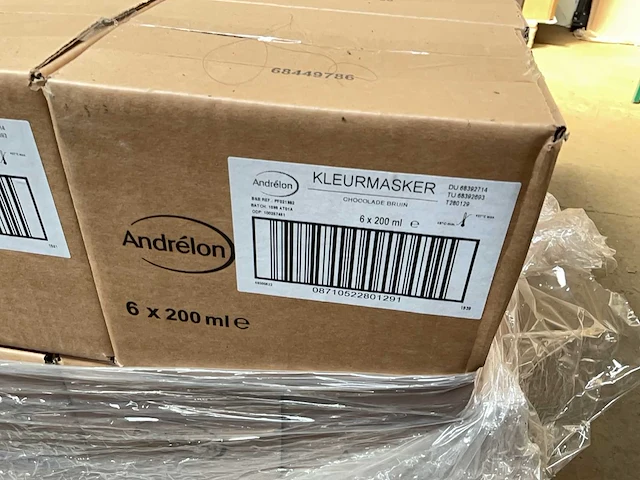 68449786
Andrélon
KLEURMASKER
CHOCOLADE BRUIN
DU 68392714
TU 68392693
T280129
6 x 200 ml e
08710522801291
Andrélon
6 x 200 ml e